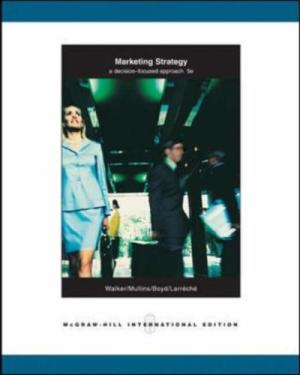 Marketing Strategy
a decision-focused approach 5e
Walker/Mullins/Boyd/Larréché
McGRAW-HILL INTERNATIONAL EDITION